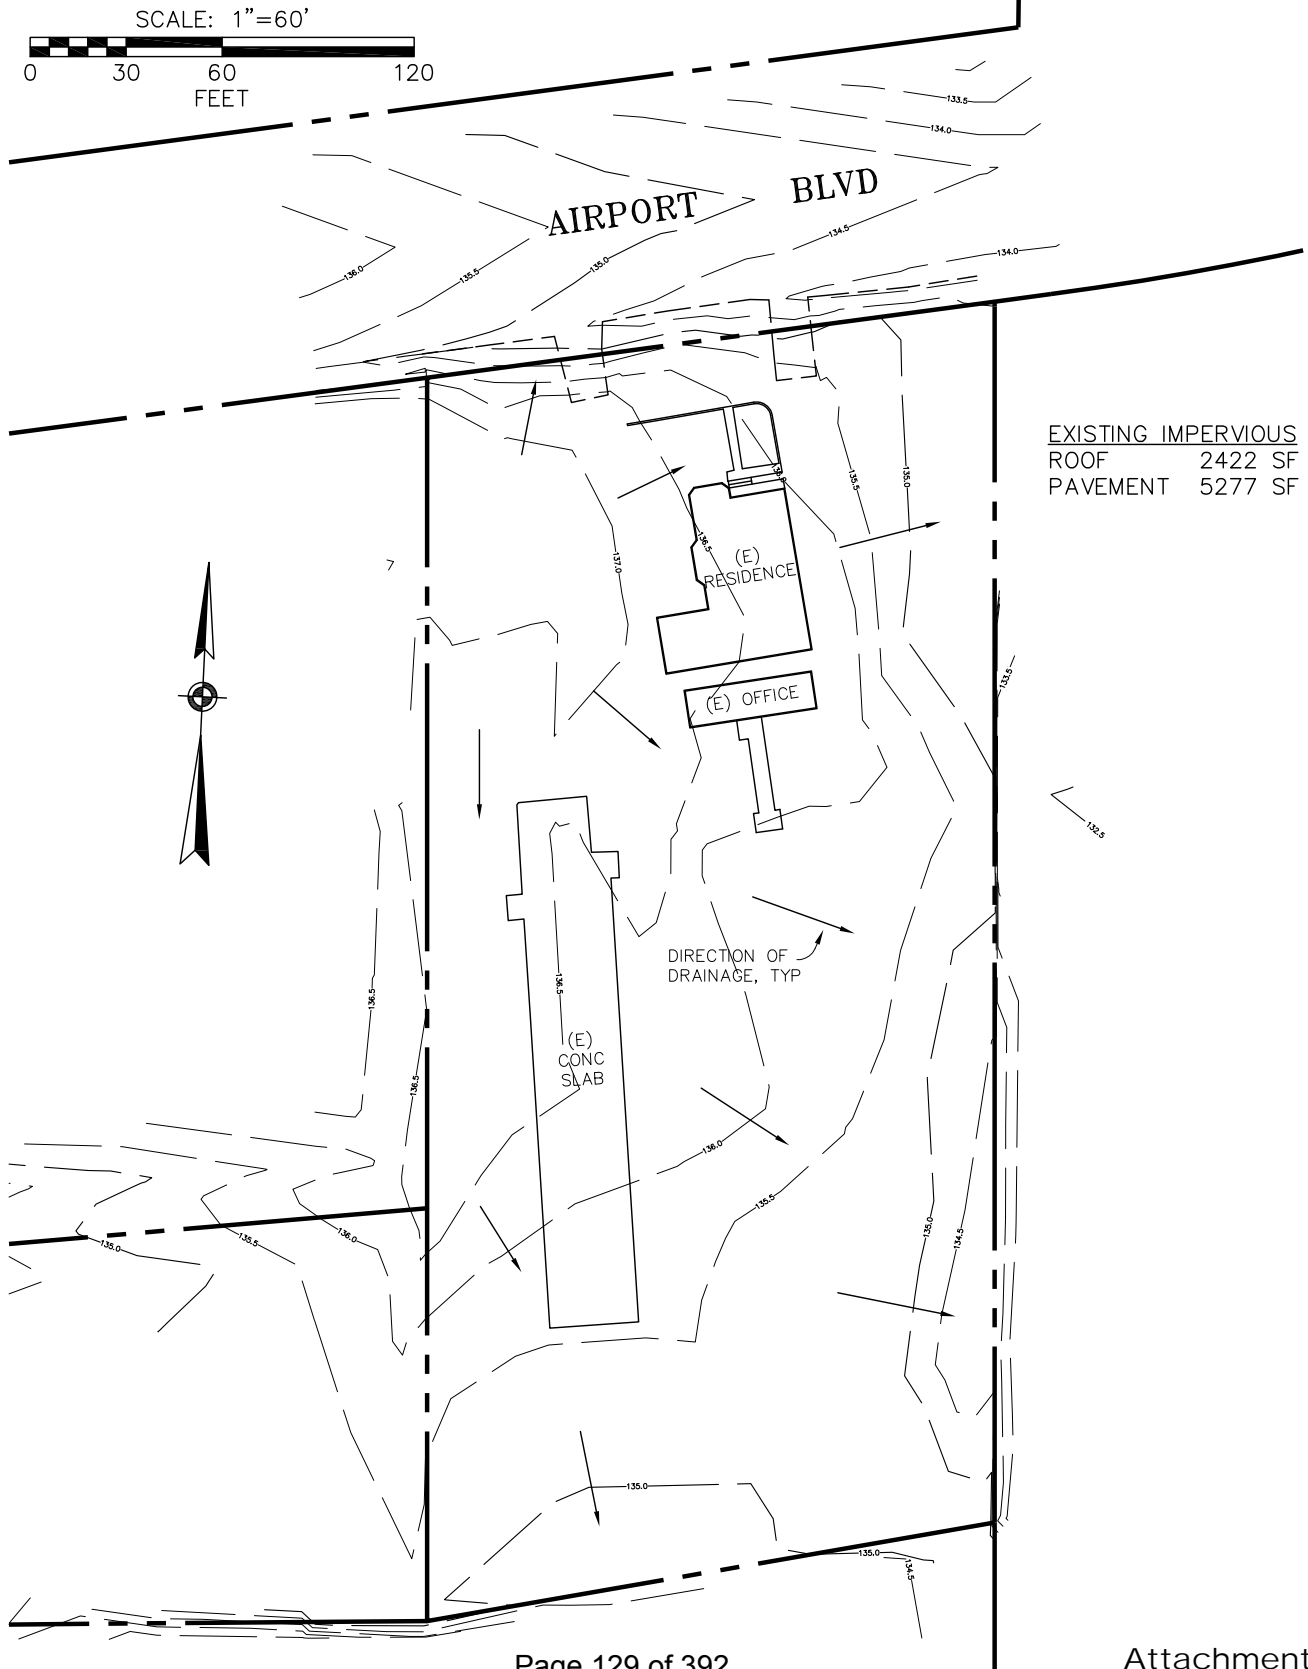 SCALE: 1"=60'
0 30 60 120
FEET
133.5
134.0
AIRPORT BLVD
134.5
134.0
136.0
135.5
135.0
EXISTING IMPERVIOUS
ROOF 2422 SF
PAVEMENT 5277 SF
135.5
135.0
136.5
137.0
(E)
RESIDENCE
133.5
(E) OFFICE
132.5
DIRECTION OF
DRAINAGE, TYP
136.5
136.5
(E)
CONC
SLAB
136.5
136.0
135.5
135.0
134.5
135.0
135.5
136.0
135.0
135.0
134.5
Page 129 of 392
Attachment